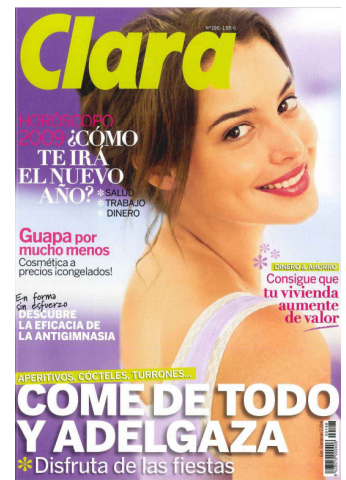 Clara
Nº 196 · 1,95 €
HORÓSCOPO
2009 ¿CÓMO
TE IRÁ
EL NUEVO
AÑO?
*SALUD
*TRABAJO
*DINERO
Guapa por
mucho menos
Cosmética a
precios ¡congelados!
DINERO & AHORRO
Consigue que
tu vivienda
aumente
de valor
En forma
sin esfuerzo
DESCUBRE
LA EFICACIA DE
LA ANTIGIMNASIA
APERITIVOS, CÓCTELES, TURRONES...
COME DE TODO
Y ADELGAZA
*Disfruta de las fiestas